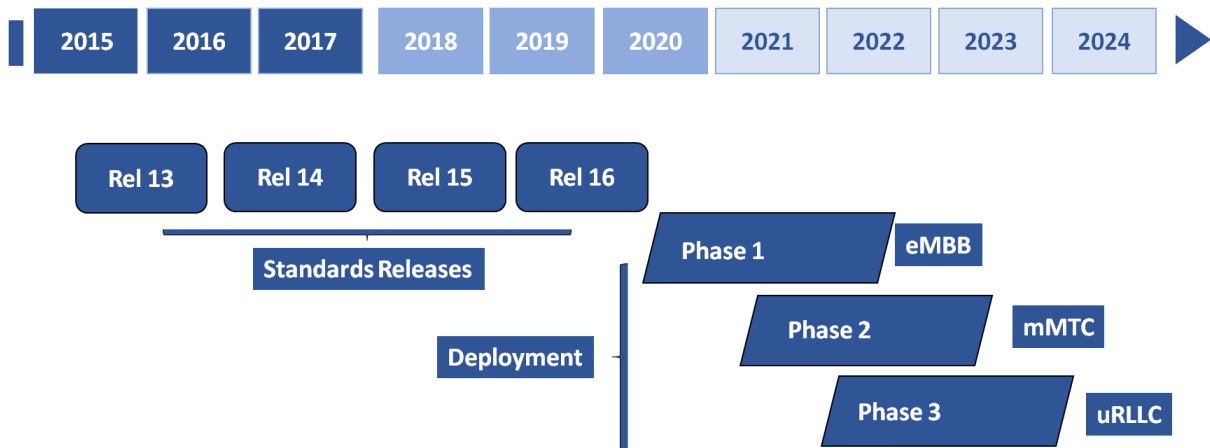 2015 2016 2017 2018 2019 2020 2021 2022 2023 2024
Rel 13 Rel 14 Rel 15 Rel 16
Standards Releases
Phase 1 eMBB
Phase 2 mMTC
Deployment
Phase 3 uRLLC